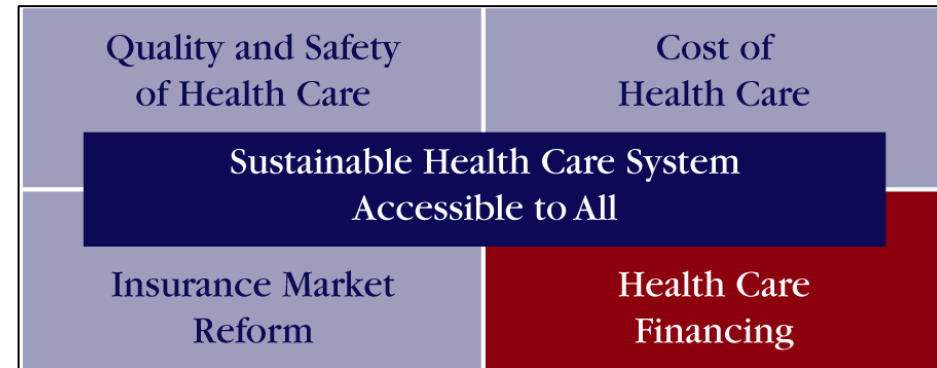 Quality and Safety
of Health Care
Cost of
Health Care
Sustainable Health Care System
Accessible to All
Insurance Market
Reform
Health Care
Financing